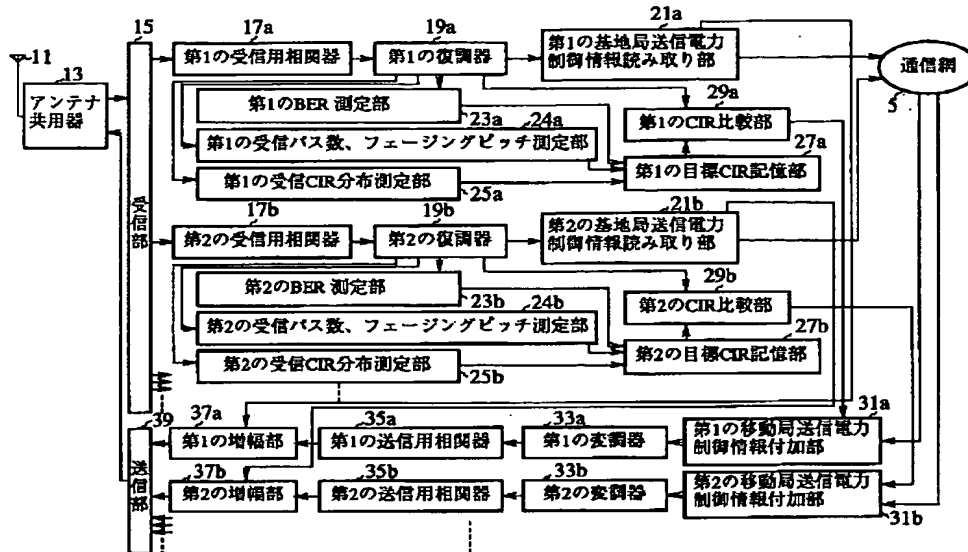 11
13
アンテナ
共用器
15
受信部
17a
第1の受信用相関器
19a
第1の復調器
21a
第1の基地局送信電力
制御情報読み取り部
通信網
5
第1のBER 測定部
23a
24a
第1の受信パス数、フェージングピッチ測定部
第1の受信CIR分布測定部
25a
29a
第1のCIR比較部
27a
第1の目標CIR記憶部
17b
第2の受信用相関器
19b
第2の復調器
21b
第2の基地局送信電力
制御情報読み取り部
第2のBER 測定部
23b
24b
第2の受信パス数、フェージングピッチ測定部
第2の受信CIR分布測定部
25b
29b
第2のCIR比較部
27b
第2の目標CIR記憶部
39
送信部
37a
第1の増幅部
35a
第1の送信用相関器
33a
第1の変調器
31a
第1の移動局送信電力
制御情報付加部
37b
第2の増幅部
35b
第2の送信用相関器
33b
第2の変調器
第2の移動局送信電力
制御情報付加部
31b